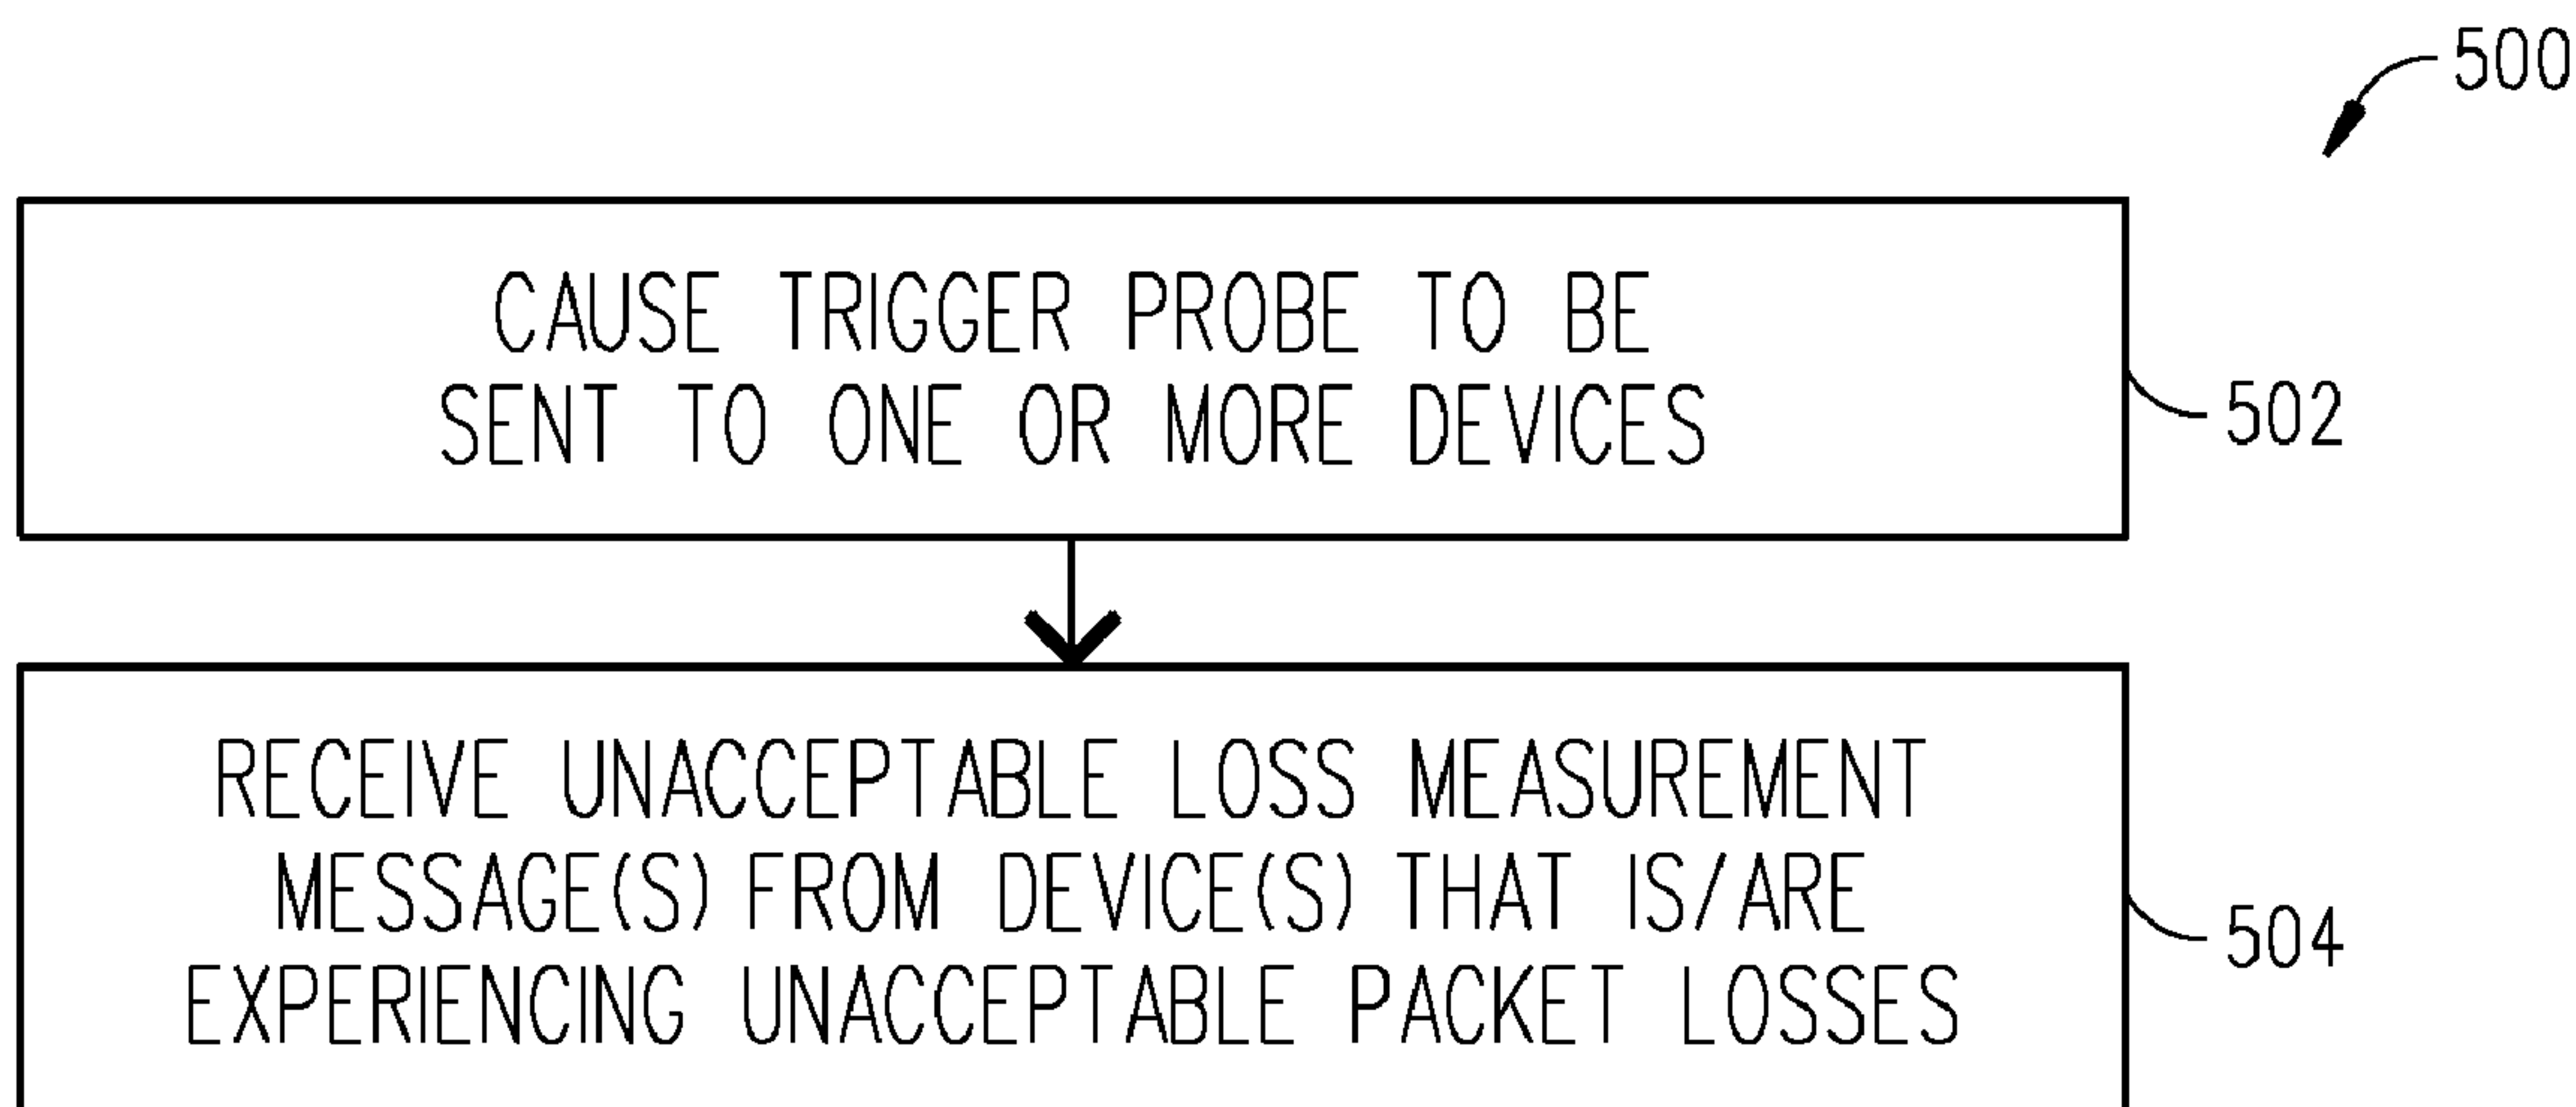 500
CAUSE TRIGGER PROBE TO BE
SENT TO ONE OR MORE DEVICES
502
RECEIVE UNACCEPTABLE LOSS MEASUREMENT
MESSAGE(S) FROM DEVICE(S) THAT IS/ARE
EXPERIENCING UNACCEPTABLE PACKET LOSSES
504